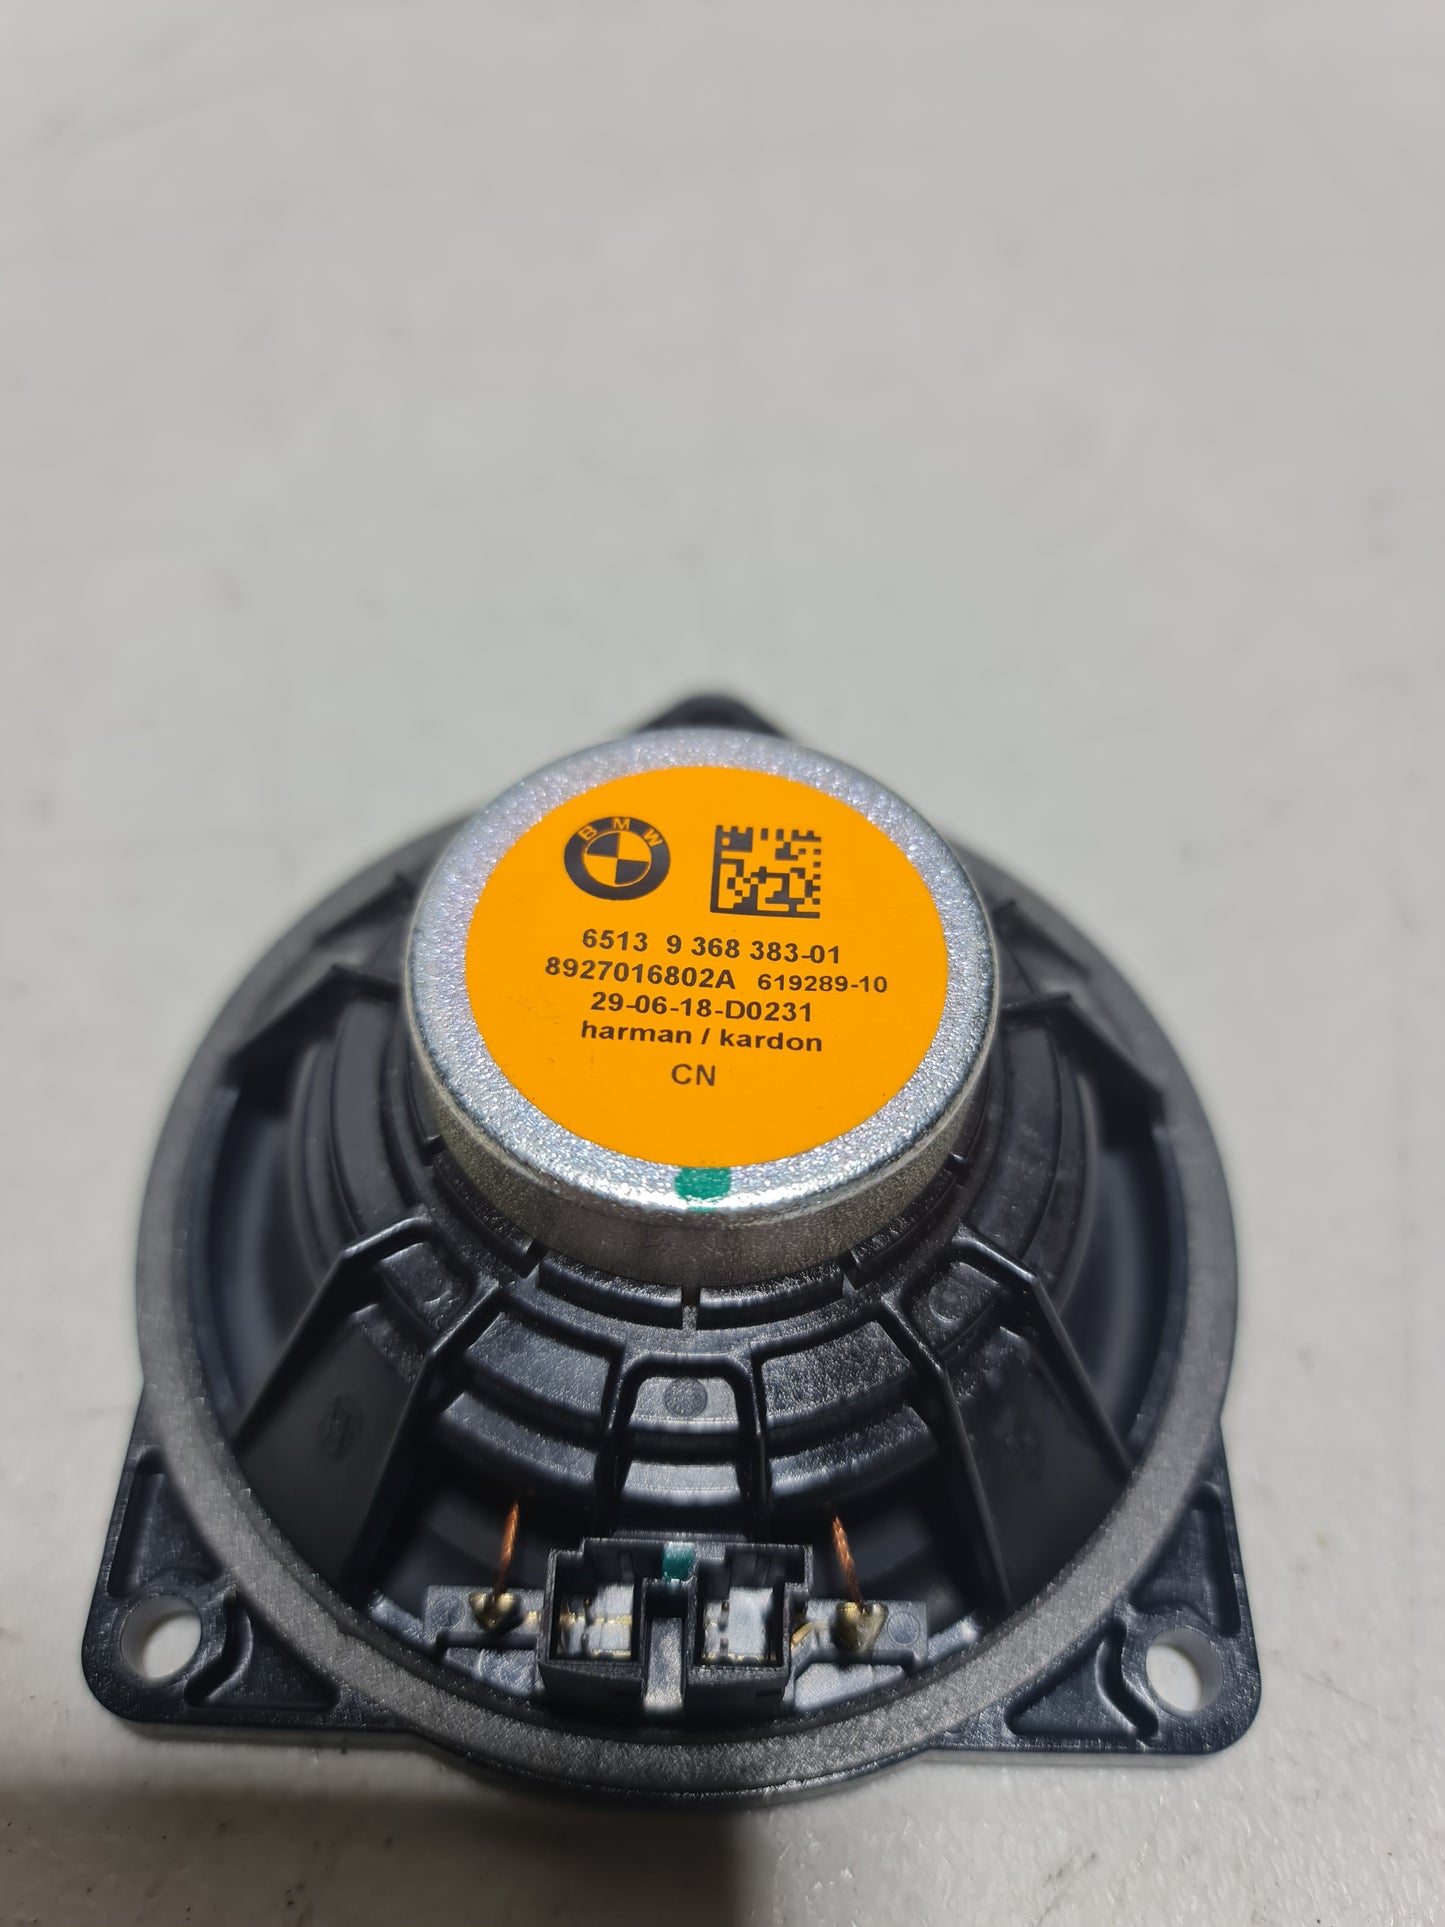 BMW
6513 9 368 383-01
8927016802A 619289-10
29-06-18-D0231
harman / kardon
CN